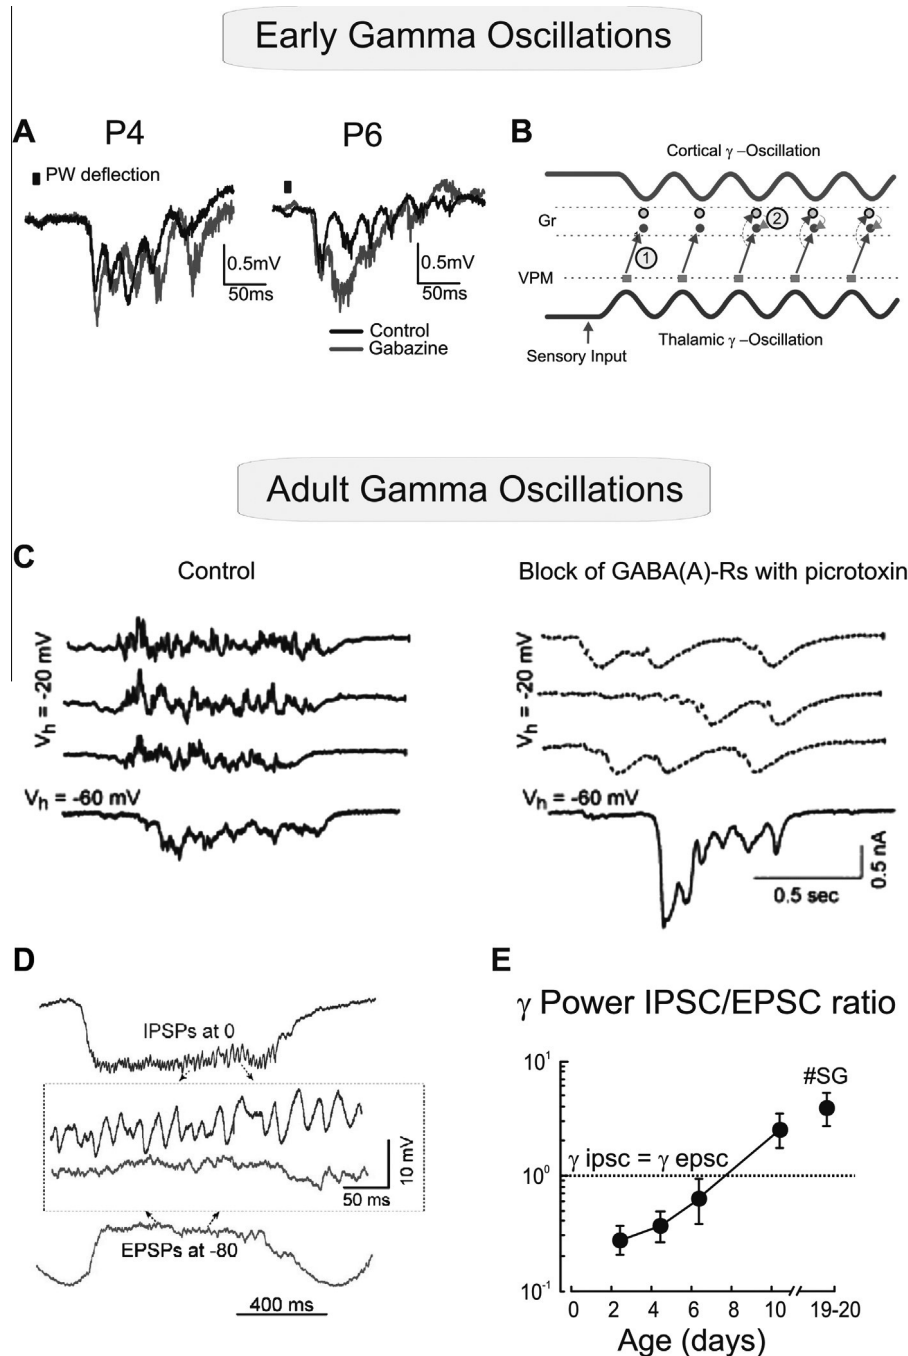 Early Gamma Oscillations
A
P4
P6
PW deflection
0.5mV
50ms
0.5mV
50ms
Control
Gabazine
B
Cortical γ –Oscillation
Gr
2
1
VPM
Thalamic γ –Oscillation
Sensory Input
Adult Gamma Oscillations
C
Control
Block of GABA(A)-Rs with picrotoxin
Vh = -20 mV
Vh = -60 mV
Vh = -20 mV
Vh = -60 mV
0.5 nA
0.5 sec
D
IPSPs at 0
10 mV
50 ms
EPSPs at -80
400 ms
E
γ Power IPSC/EPSC ratio
10¹
#SG
γ ipsc = γ epsc
10⁰
10⁻¹
0 2 4 6 8 10 19-20
Age (days)